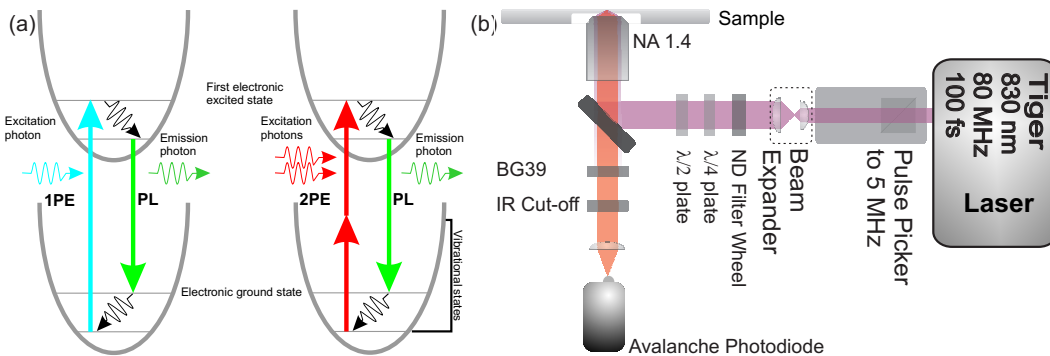 (a)
First electronic
excited state
Excitation
photon
Emission
photon
1PE
PL
Excitation
photons
Emission
photon
2PE
PL
Electronic ground state
Vibrational
states
(b)
Sample
NA 1.4
BG39
IR Cut-off
Avalanche Photodiode
λ/2 plate
λ/4 plate
ND Filter Wheel
Beam
Expander
Pulse Picker
to 5 MHz
Tiger
830 nm
80 MHz
100 fs
Laser